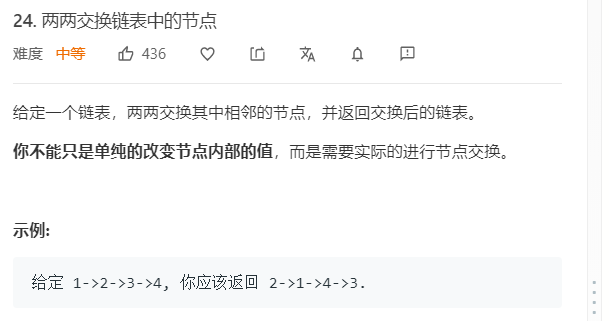 24. 两两交换链表中的节点
难度 中等 436
给定一个链表，两两交换其中相邻的节点，并返回交换后的链表。
你不能只是单纯的改变节点内部的值，而是需要实际的进行节点交换。
示例:
给定 1->2->3->4, 你应该返回 2->1->4->3.